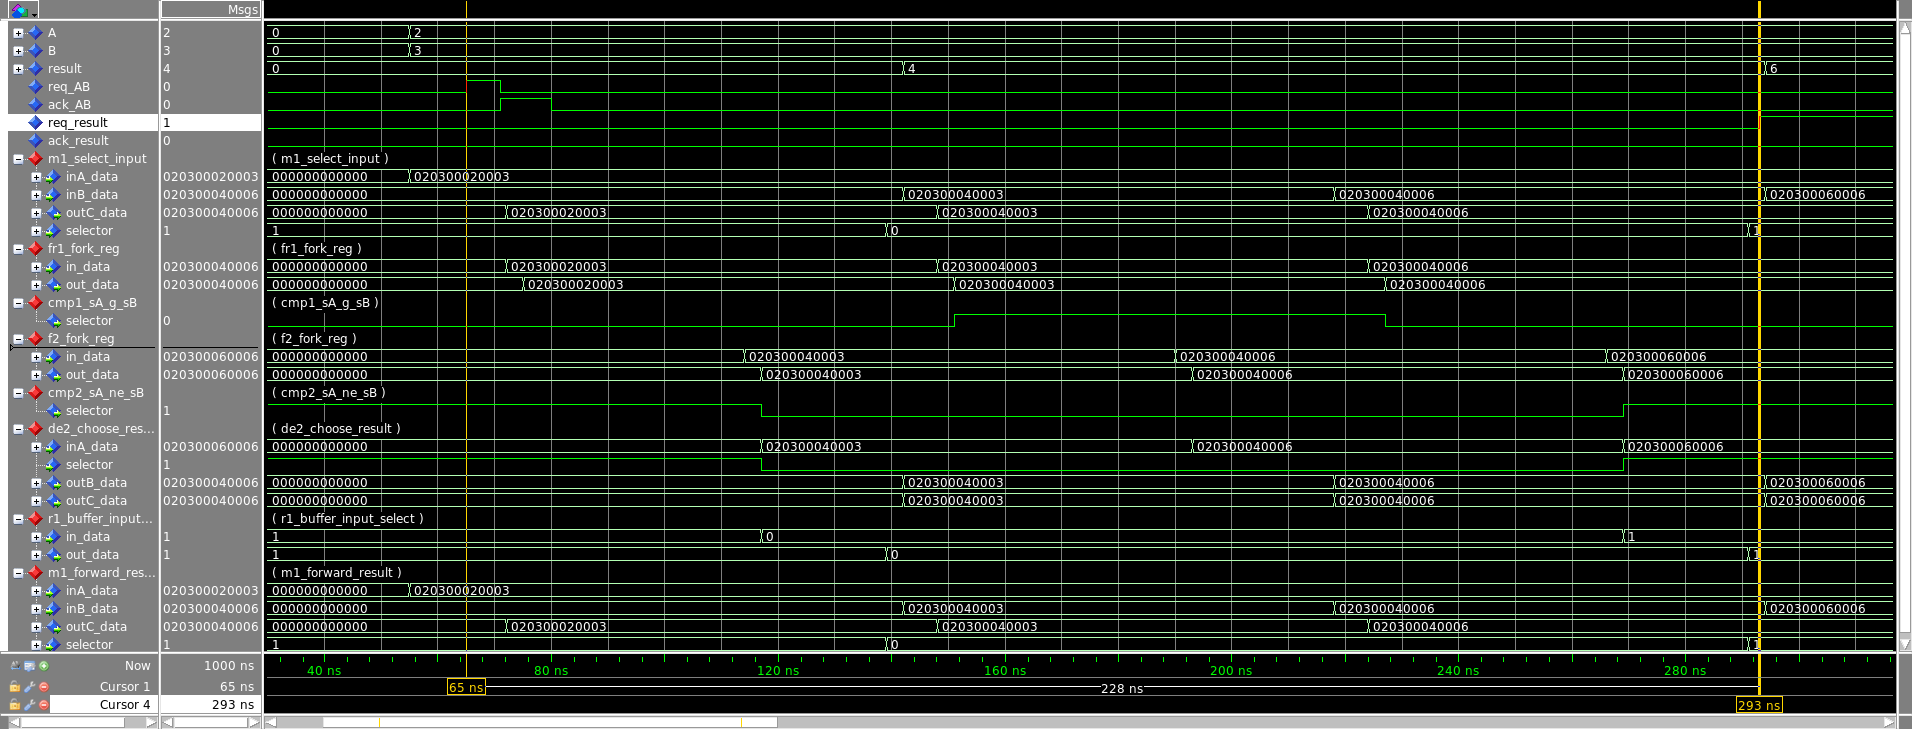 Msgs
A 2 0 2
B 3 0 3
result 4 0 4 6
req_AB 0
ack_AB 0
req_result 1
ack_result 0
m1_select_input ( m1_select_input )
inA_data 020300020003 000000000000 020300020003
inB_data 020300040006 000000000000 020300040003 020300040006 020300060006
outC_data 020300040006 000000000000 020300020003 020300040003 020300040006
selector 1 1 0 1
fr1_fork_reg ( fr1_fork_reg )
in_data 020300040006 000000000000 020300020003 020300040003 020300040006
out_data 020300040006 000000000000 020300020003 020300040003 020300040006
cmp1_sA_g_sB ( cmp1_sA_g_sB )
selector 0
f2_fork_reg ( f2_fork_reg )
in_data 020300060006 000000000000 020300040003 020300040006 020300060006
out_data 020300060006 000000000000 020300040003 020300040006 020300060006
cmp2_sA_ne_sB ( cmp2_sA_ne_sB )
selector 1
de2_choose_res... ( de2_choose_result )
inA_data 020300060006 000000000000 020300040003 020300040006 020300060006
selector 1
outB_data 020300040006 000000000000 020300040003 020300040006 020300060006
outC_data 020300040006 000000000000 020300040003 020300040006 020300060006
r1_buffer_input... ( r1_buffer_input_select )
in_data 1 1 0 1
out_data 1 1 0 1
m1_forward_res... ( m1_forward_result )
inA_data 020300020003 000000000000 020300020003
inB_data 020300040006 000000000000 020300040003 020300040006 020300060006
outC_data 020300040006 000000000000 020300020003 020300040003 020300040006
selector 1 1 0 1
Now 1000 ns 40 ns 80 ns 120 ns 160 ns 200 ns 240 ns 280 ns
Cursor 1 65 ns 65 ns 228 ns
Cursor 4 293 ns 293 ns